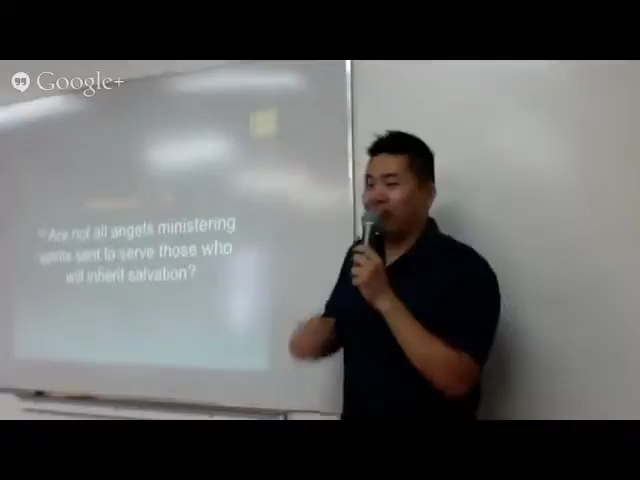 Google+
Are not all angels ministering
spirits sent to serve those who
will inherit salvation?